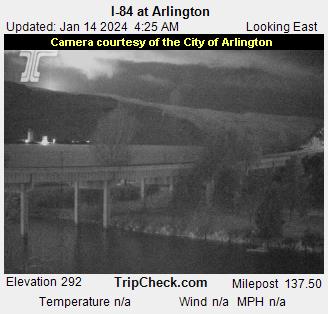 I-84 at Arlington
Updated: Jan 14 2024 4:25 AM Looking East
Camera courtesy of the City of Arlington
Elevation 292 TripCheck.com Milepost 137.50
Temperature n/a Wind n/a MPH n/a